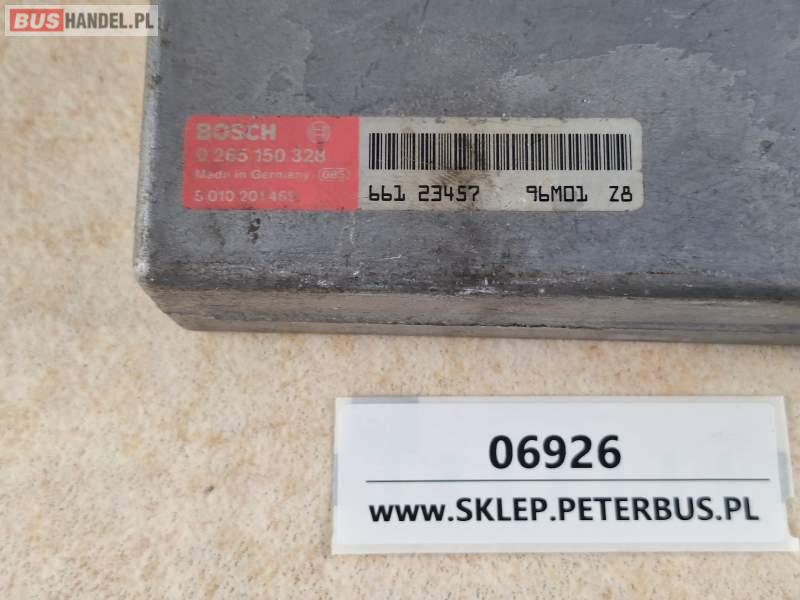 BUSHANDEL.PL
BOSCH
0 265 150 328
Made in Germany
5 010 201
661 23457 96M01 Z8
06926
www.SKLEP.PETERBUS.PL